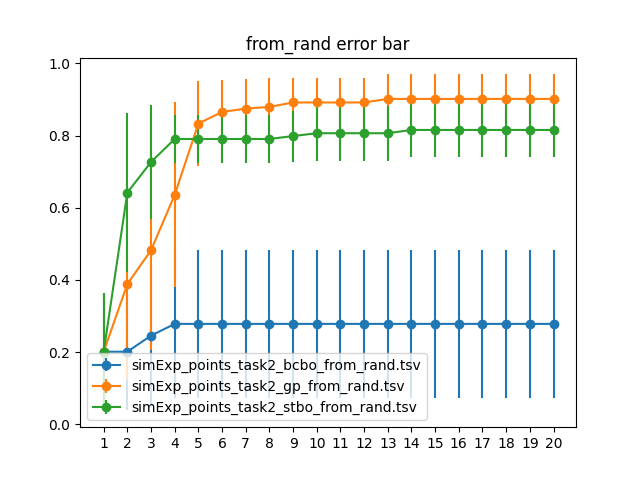 from_rand error bar
1.0
0.8
0.6
0.4
0.2
0.0
simExp_points_task2_bcbo_from_rand.tsv
simExp_points_task2_gp_from_rand.tsv
simExp_points_task2_stbo_from_rand.tsv
1 2 3 4 5 6 7 8 9 10 11 12 13 14 15 16 17 18 19 20